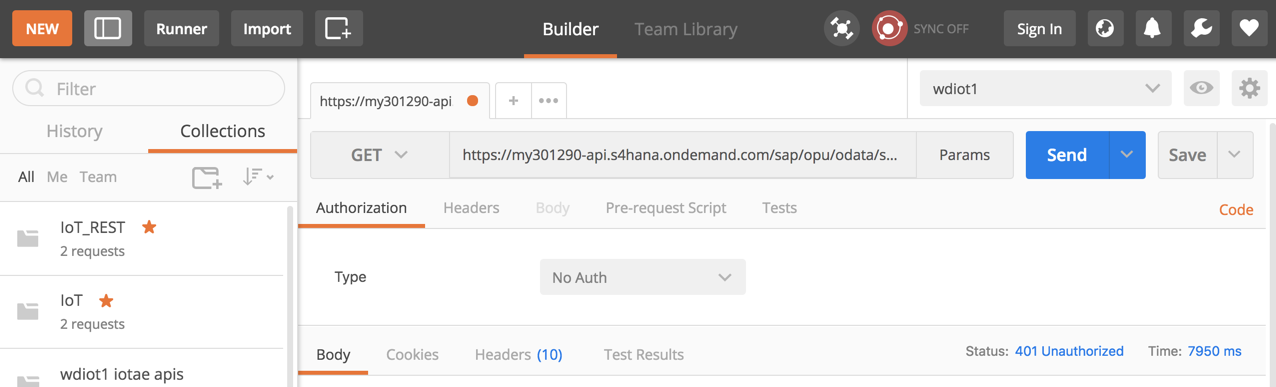 NEW Runner Import Builder Team Library SYNC OFF Sign In
Filter
History Collections
All Me Team
IoT_REST
2 requests
IoT
2 requests
wdiot1 iotae apis
https://my301290-api + ••• wdiot1
GET https://my301290-api.s4hana.ondemand.com/sap/opu/odata/s... Params Send Save
Authorization Headers Body Pre-request Script Tests Code
Type No Auth
Body Cookies Headers (10) Test Results Status: 401 Unauthorized Time: 7950 ms